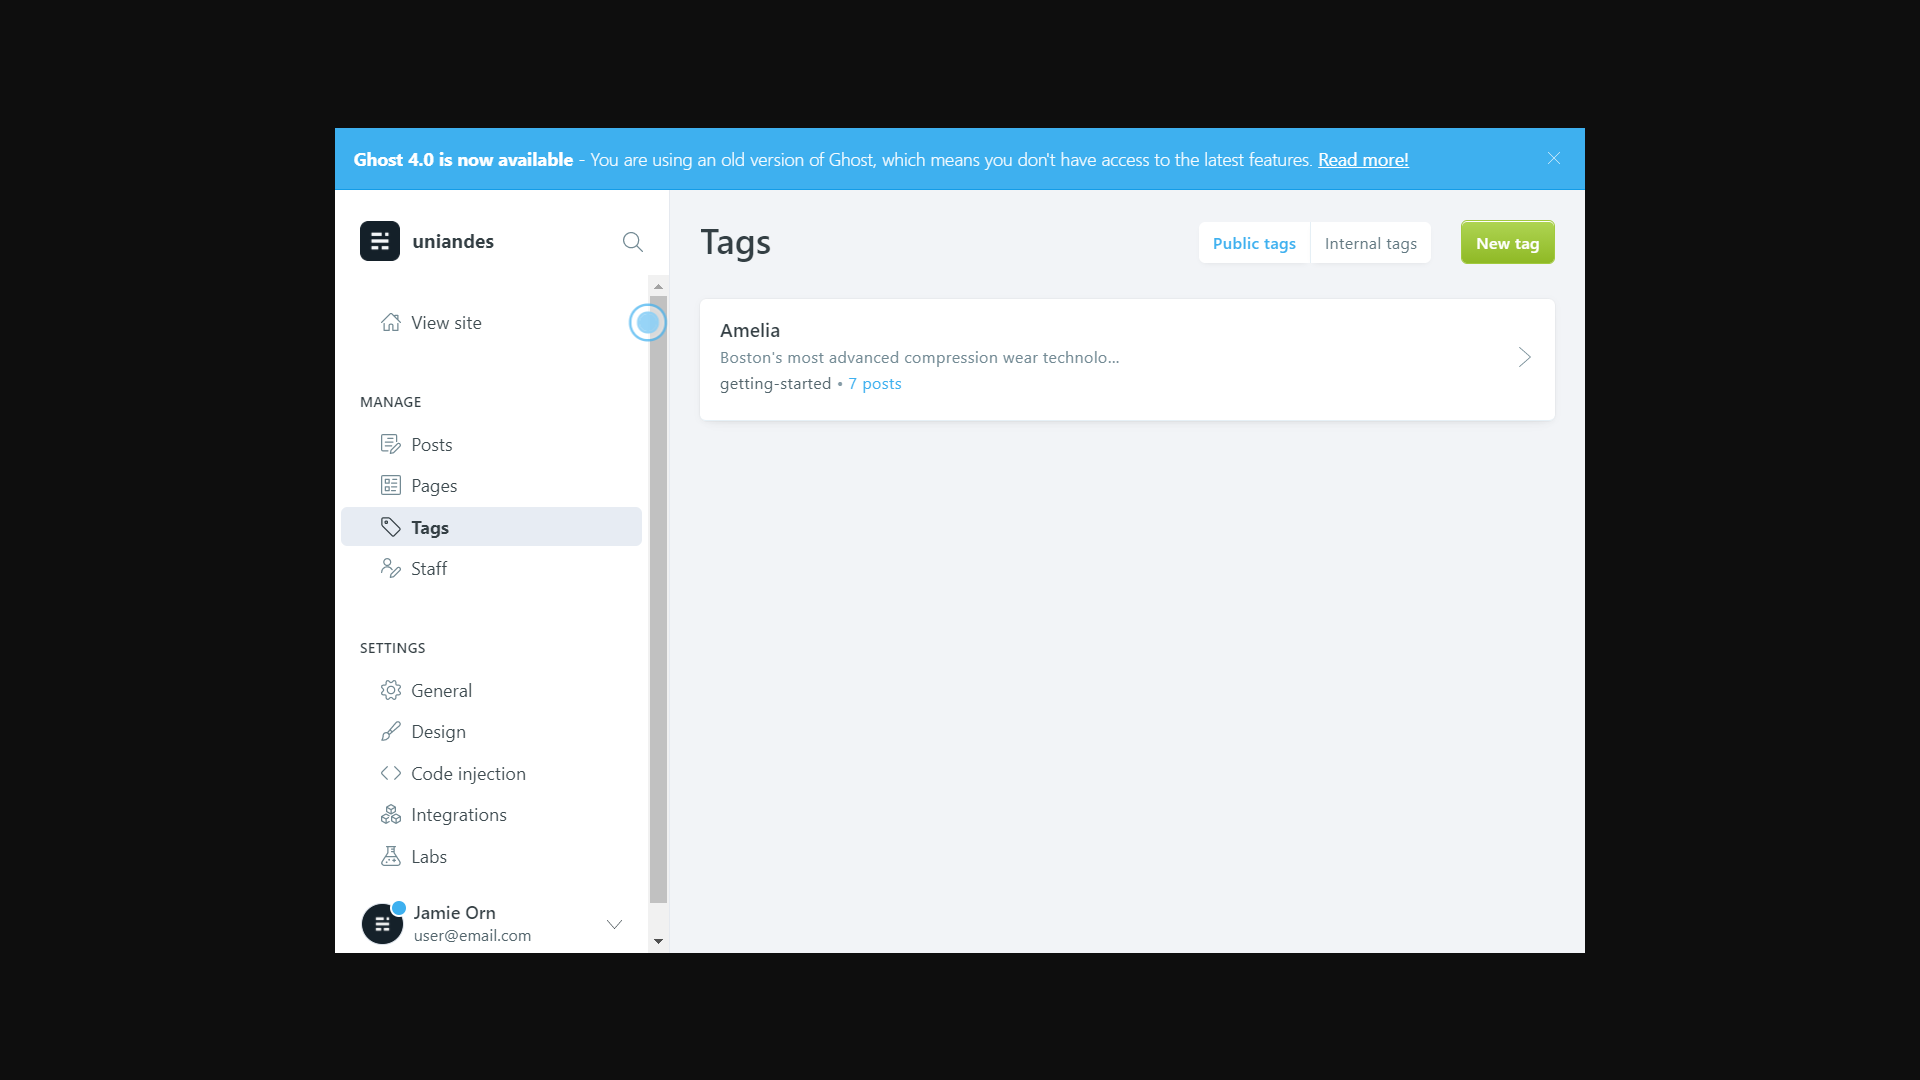 Ghost 4.0 is now available - You are using an old version of Ghost, which means you don't have access to the latest features. Read more!
uniandes
View site
MANAGE
Posts
Pages
Tags
Staff
SETTINGS
General
Design
Code injection
Integrations
Labs
Jamie Orn
user@email.com
Tags
Public tags
Internal tags
New tag
Amelia
Boston's most advanced compression wear technolo...
getting-started • 7 posts